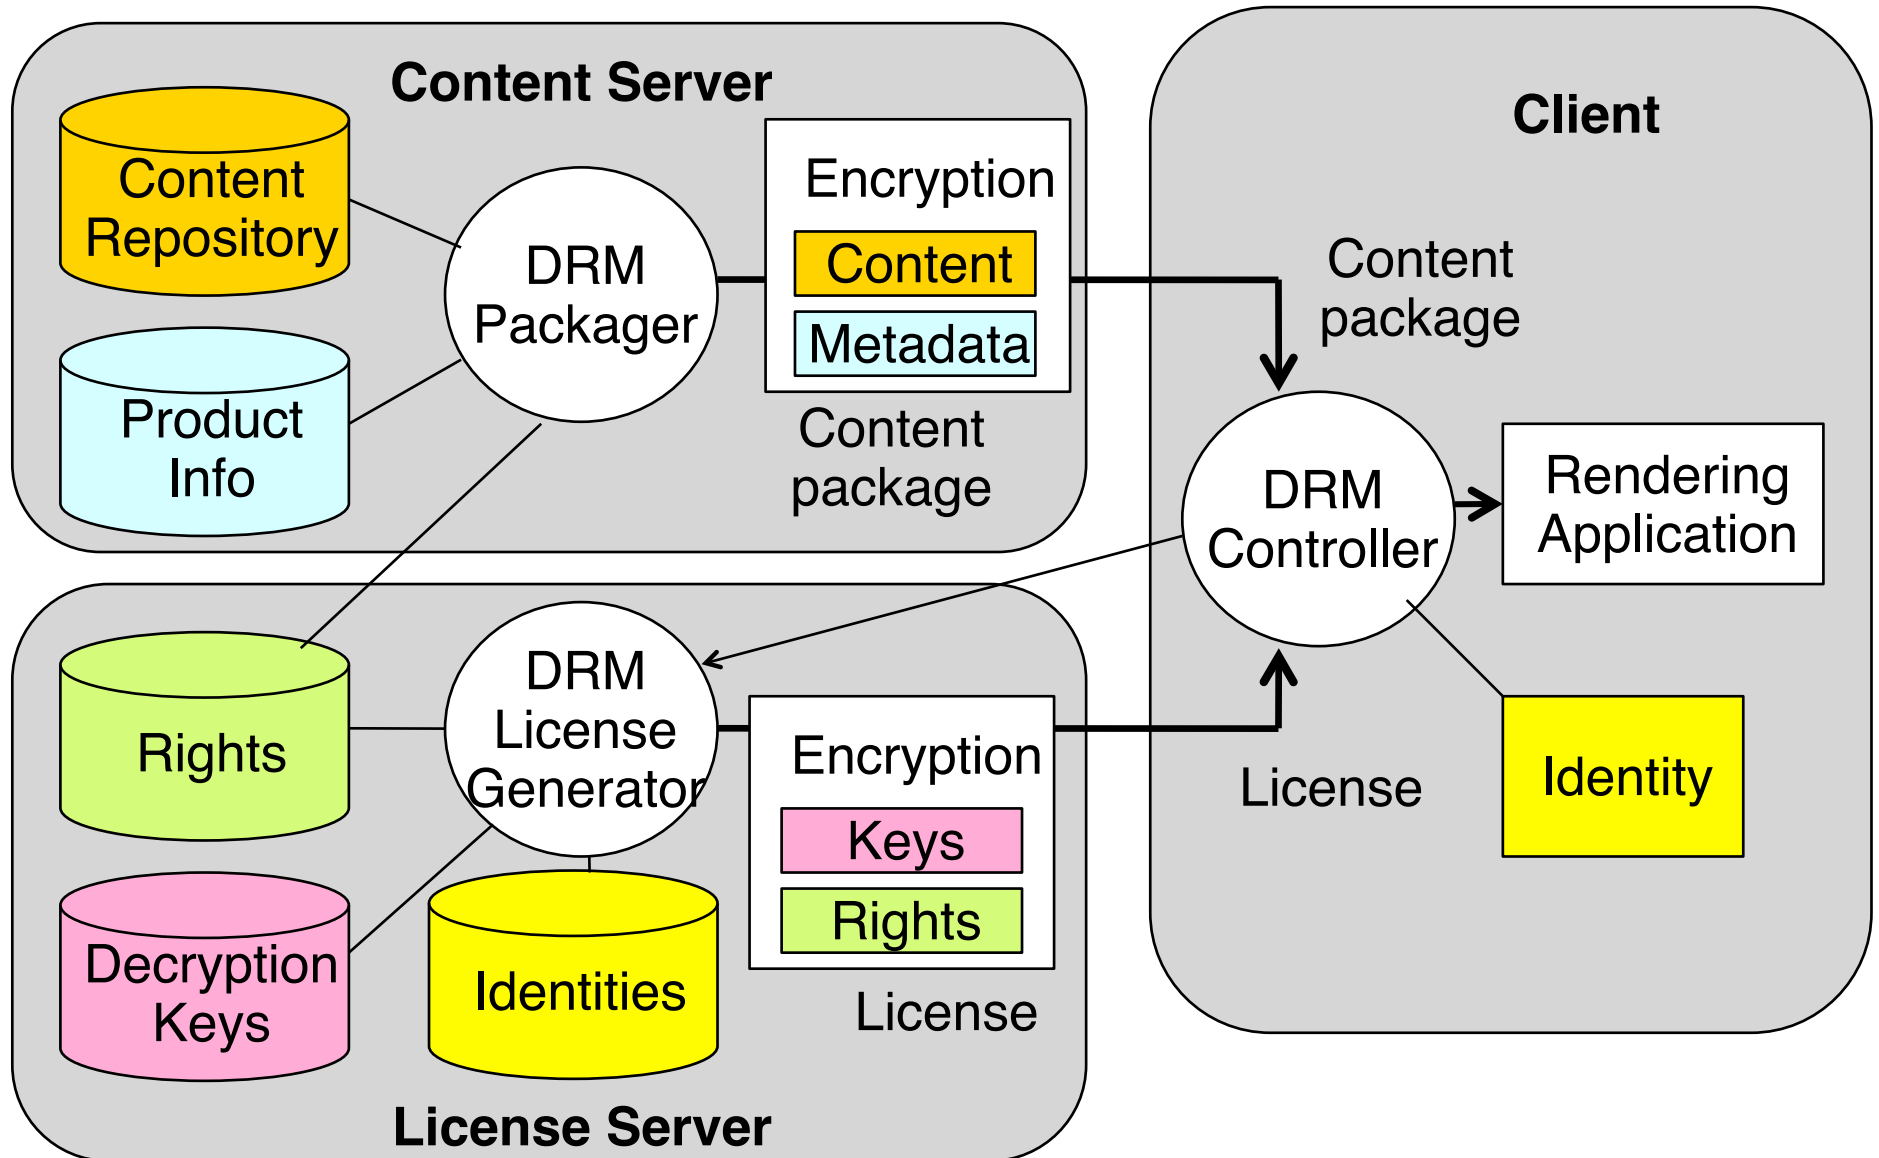 Content Server
Content
Repository
Product
Info
DRM
Packager
Encryption
Content
Metadata
Content
package
Client
Content
package
DRM
Controller
Rendering
Application
Identity
License
Rights
Decryption
Keys
DRM
License
Generator
Identities
Encryption
Keys
Rights
License
License Server